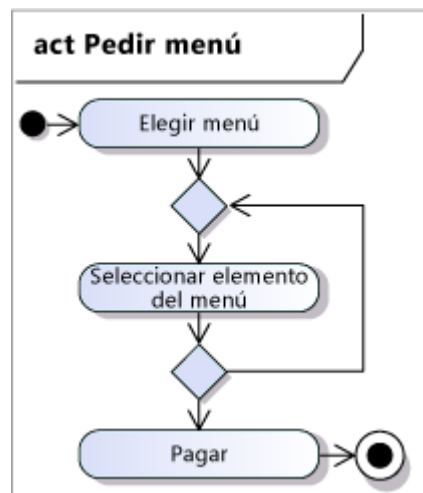 act Pedir menú
Elegir menú
Seleccionar elemento
del menú
Pagar